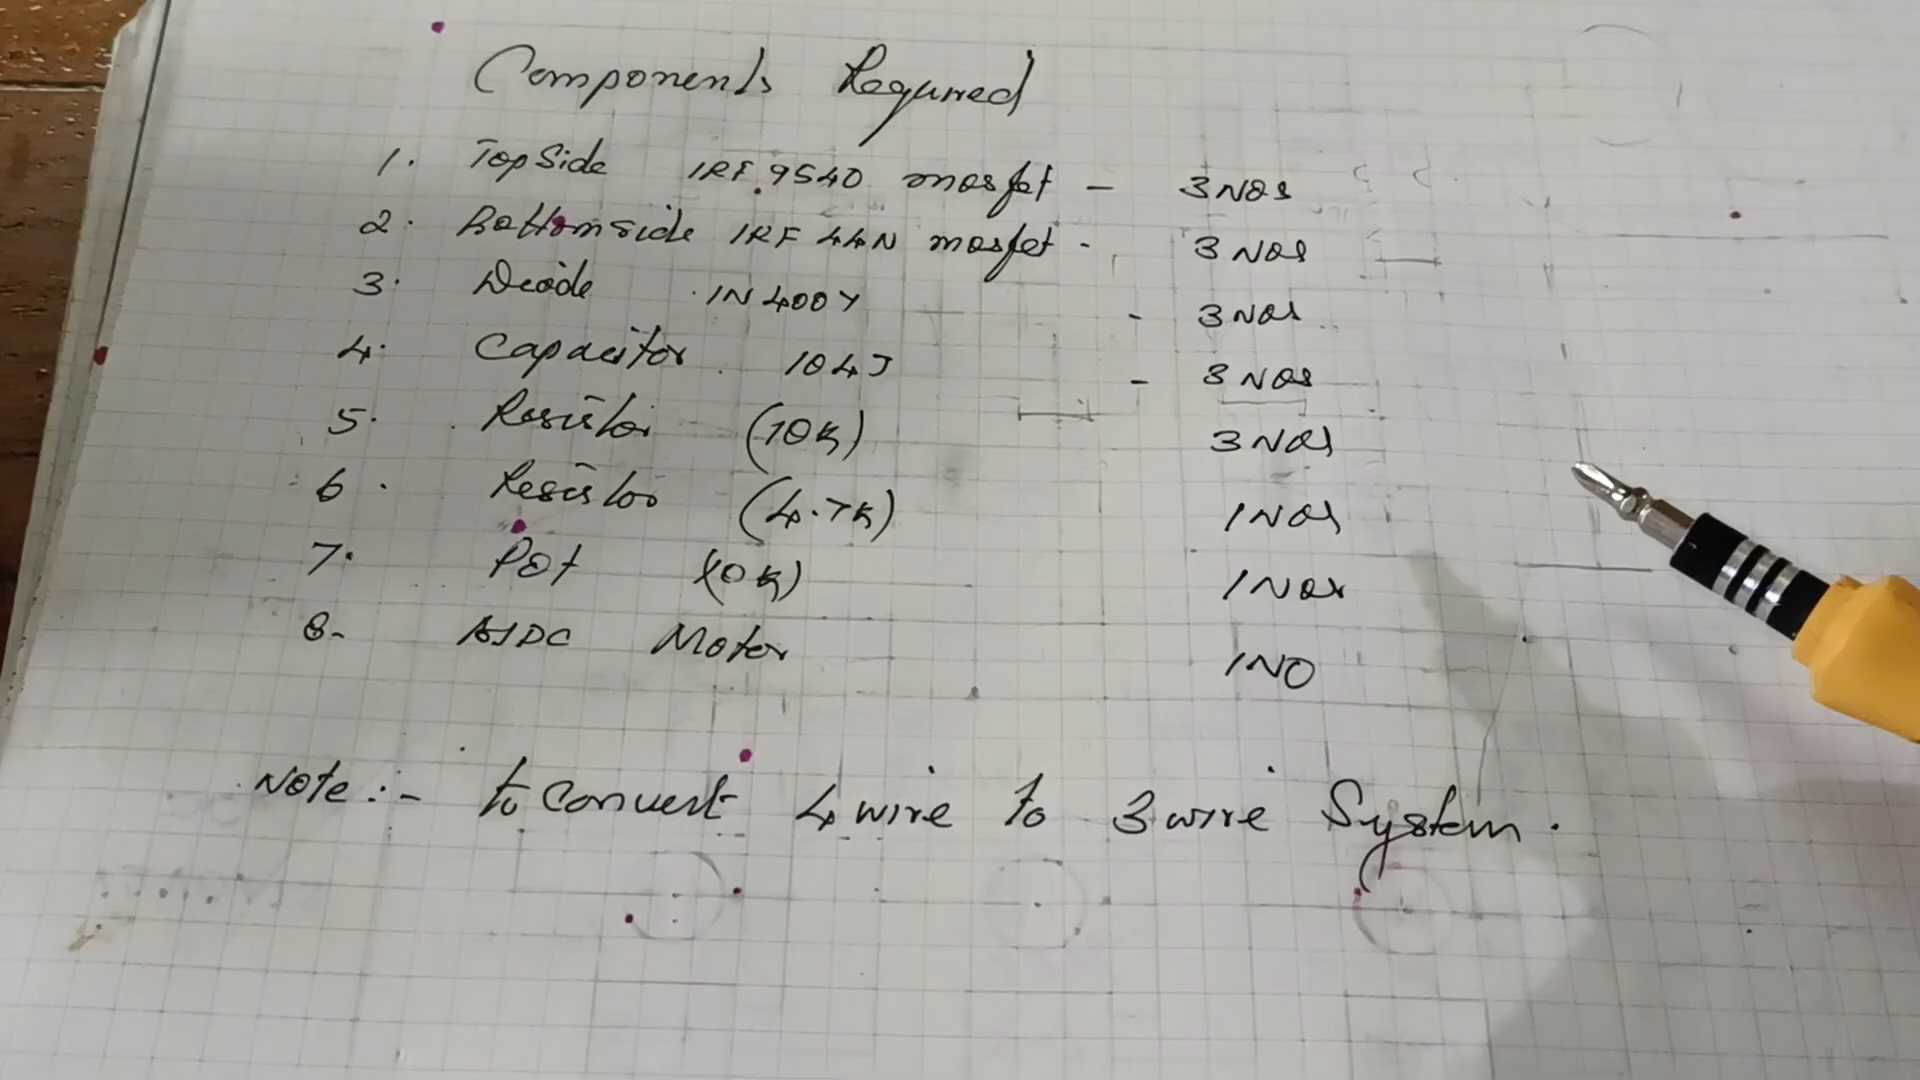 Components Required
1. Top Side IRF 9540 mosfet - 3 Nos
2. Bottom side IRF 44N mosfet - 3 Nos
3. Diode 1N4007 - 3 Nos
4. Capacitor 104J - 3 Nos
5. Resistor (10K) 3 Nos
6. Resistor (4.7K) 1 Nos
7. Pot (10K) 1 Nos
8- BLDC Motor 1 NO
Note :- to Convert 4 wire to 3 wire System.